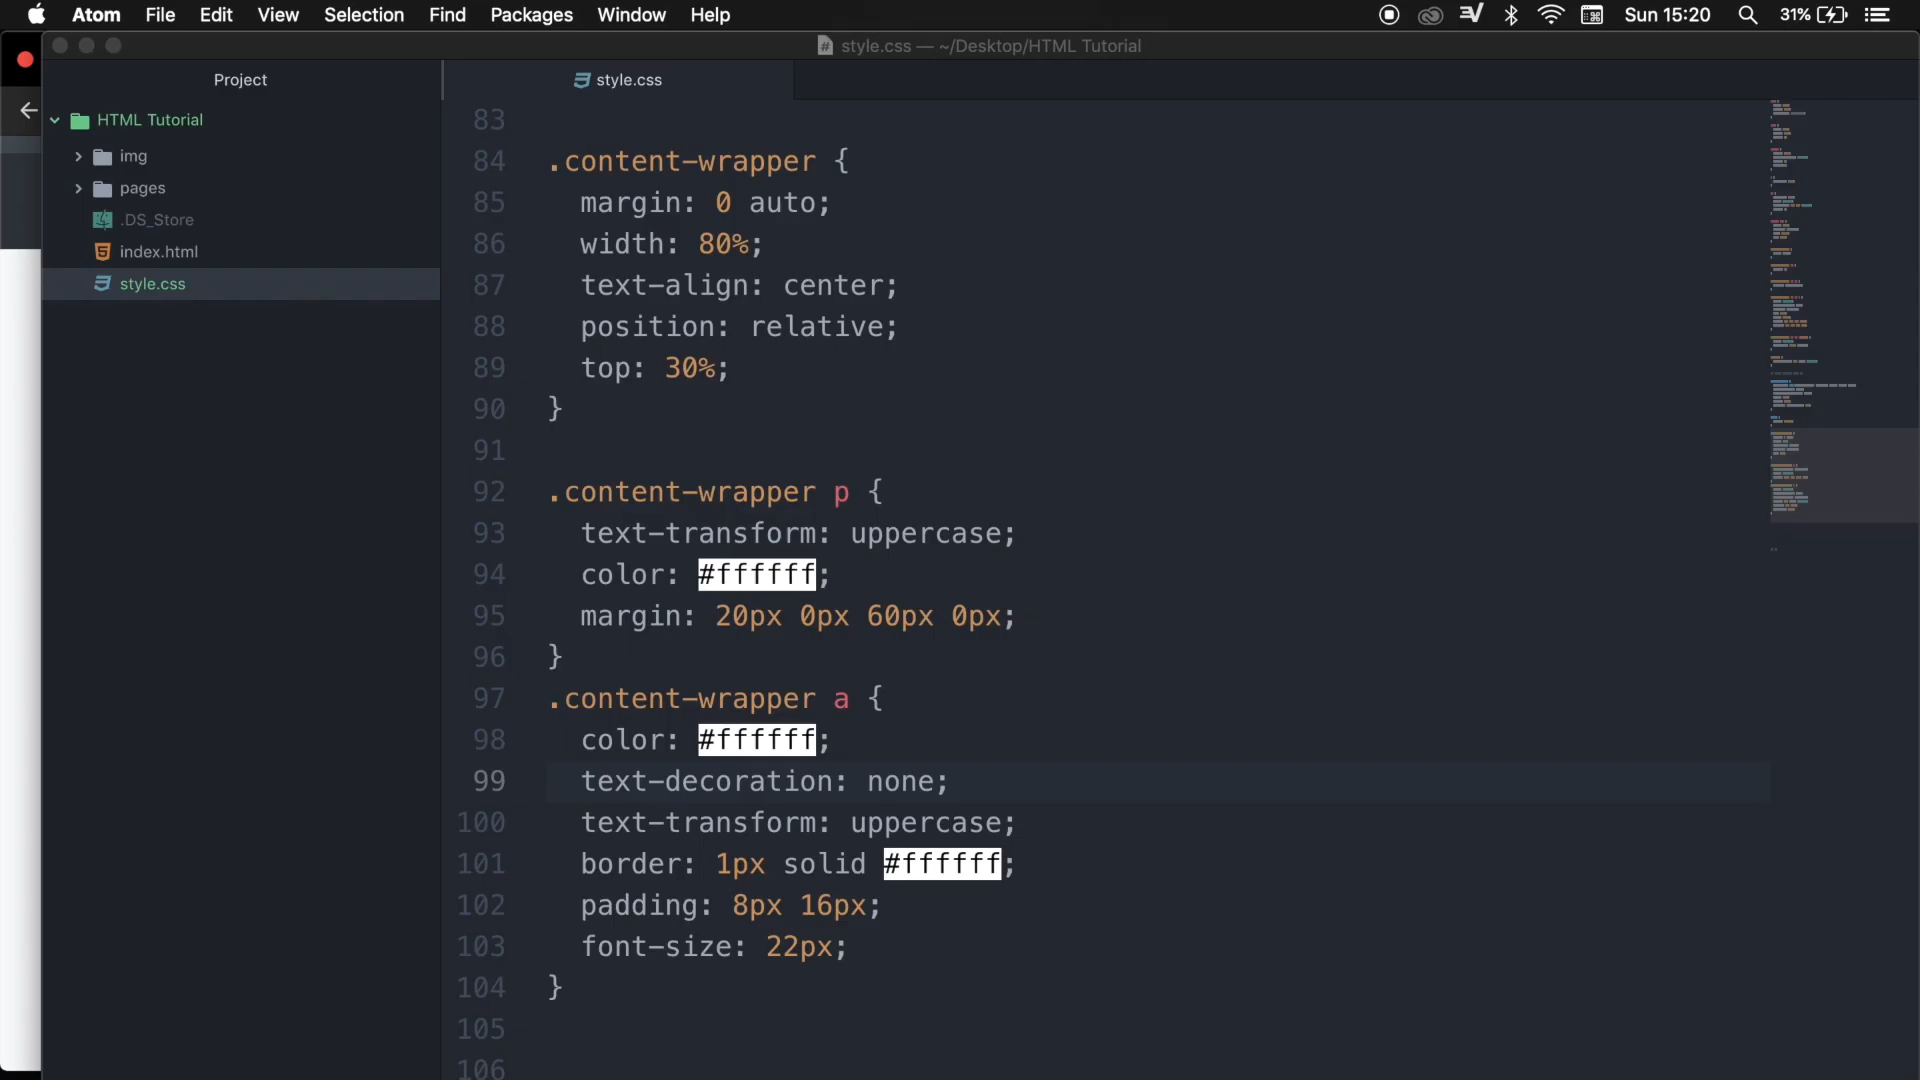 Atom File Edit View Selection Find Packages Window Help Sun 15:20 31%
style.css — ~/Desktop/HTML Tutorial
Project
style.css
HTML Tutorial
img
pages
.DS_Store
index.html
style.css
83
84 .content-wrapper {
85 margin: 0 auto;
86 width: 80%;
87 text-align: center;
88 position: relative;
89 top: 30%;
90 }
91
92 .content-wrapper p {
93 text-transform: uppercase;
94 color: #ffffff;
95 margin: 20px 0px 60px 0px;
96 }
97 .content-wrapper a {
98 color: #ffffff;
99 text-decoration: none;
100 text-transform: uppercase;
101 border: 1px solid #ffffff;
102 padding: 8px 16px;
103 font-size: 22px;
104 }
105
106